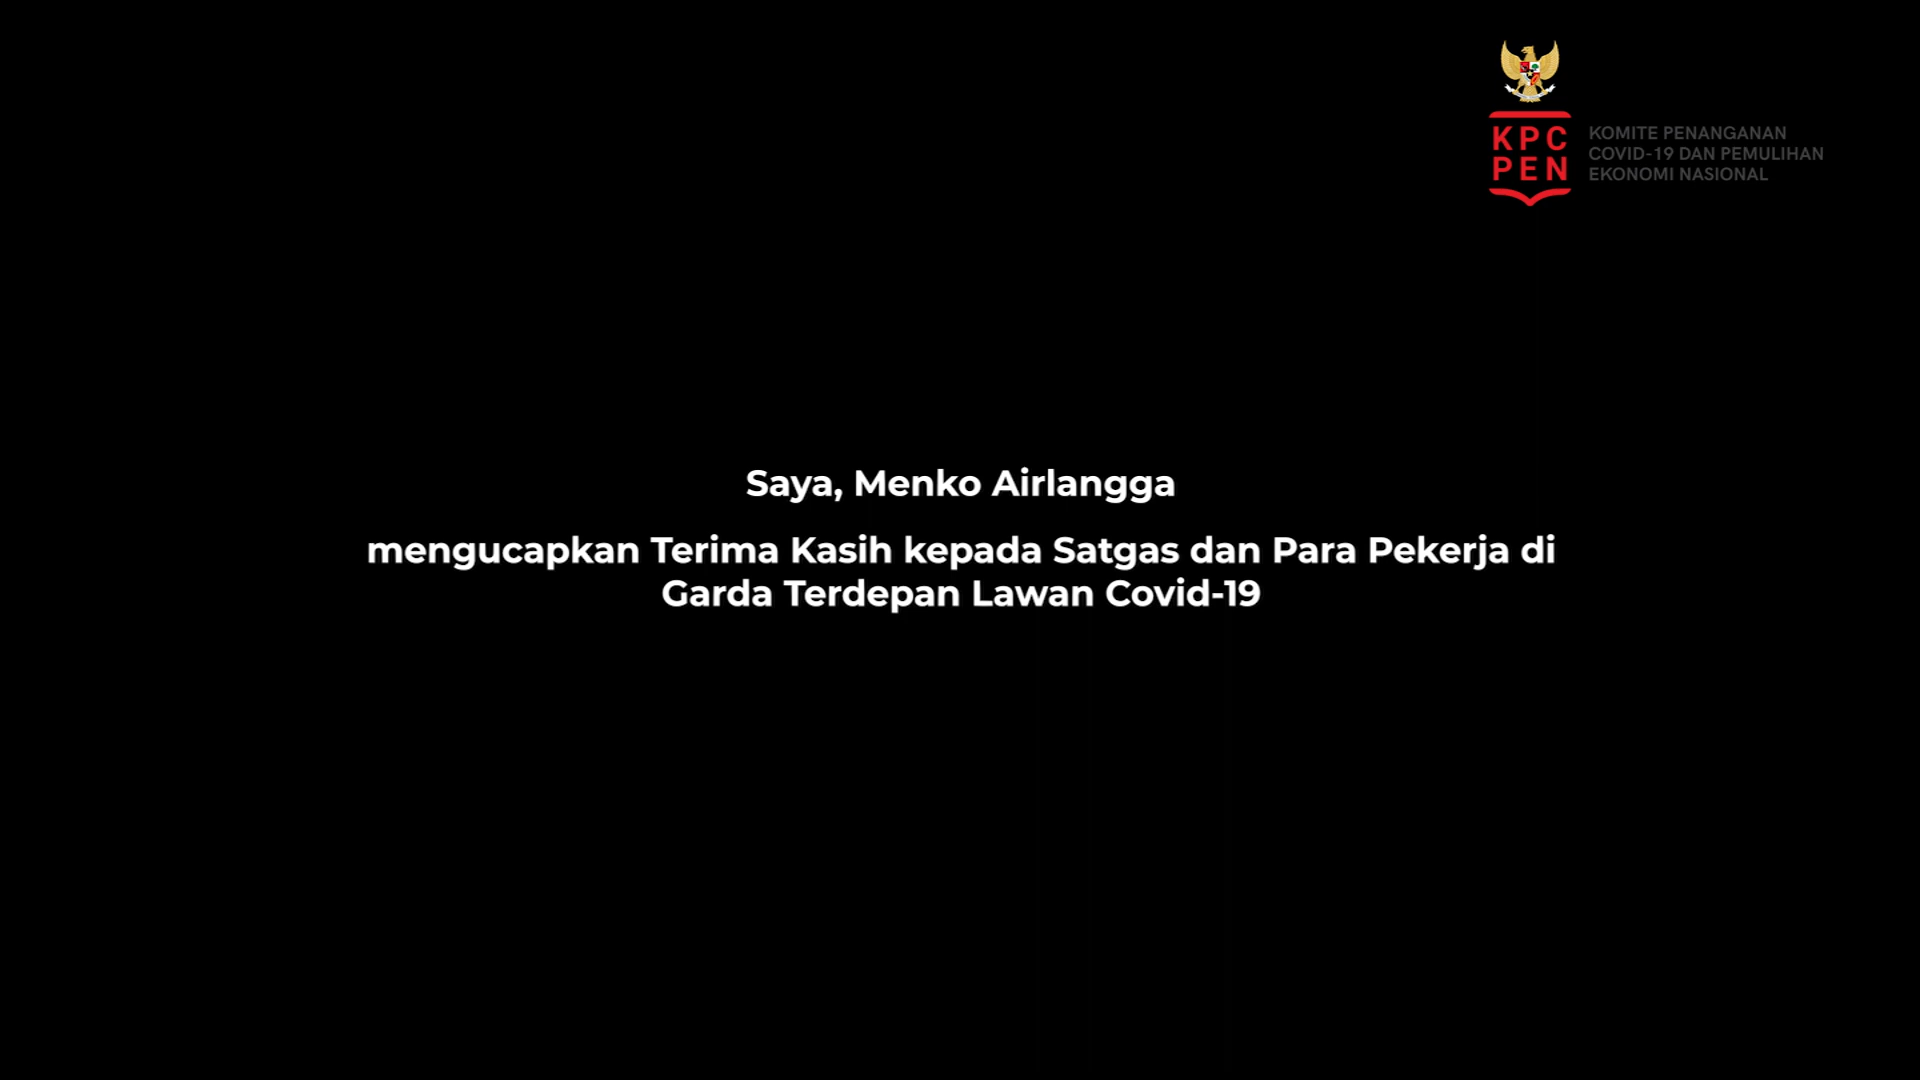 KPC
PEN
KOMITE PENANGANAN
COVID-19 DAN PEMULIHAN
EKONOMI NASIONAL
Saya, Menko Airlangga
mengucapkan Terima Kasih kepada Satgas dan Para Pekerja di
Garda Terdepan Lawan Covid-19